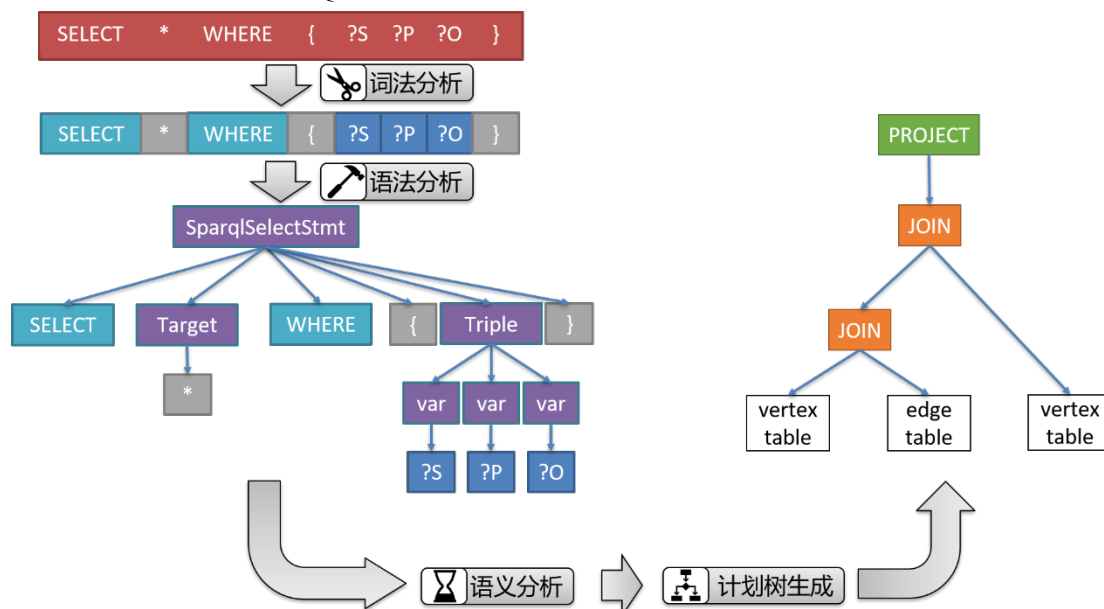 SELECT * WHERE { ?S ?P ?O }
词法分析
SELECT * WHERE { ?S ?P ?O }
语法分析
SparqlSelectStmt
SELECT Target WHERE { Triple }
*
var var var
?S ?P ?O
语义分析
计划树生成
PROJECT
JOIN
JOIN
vertex
table
edge
table
vertex
table